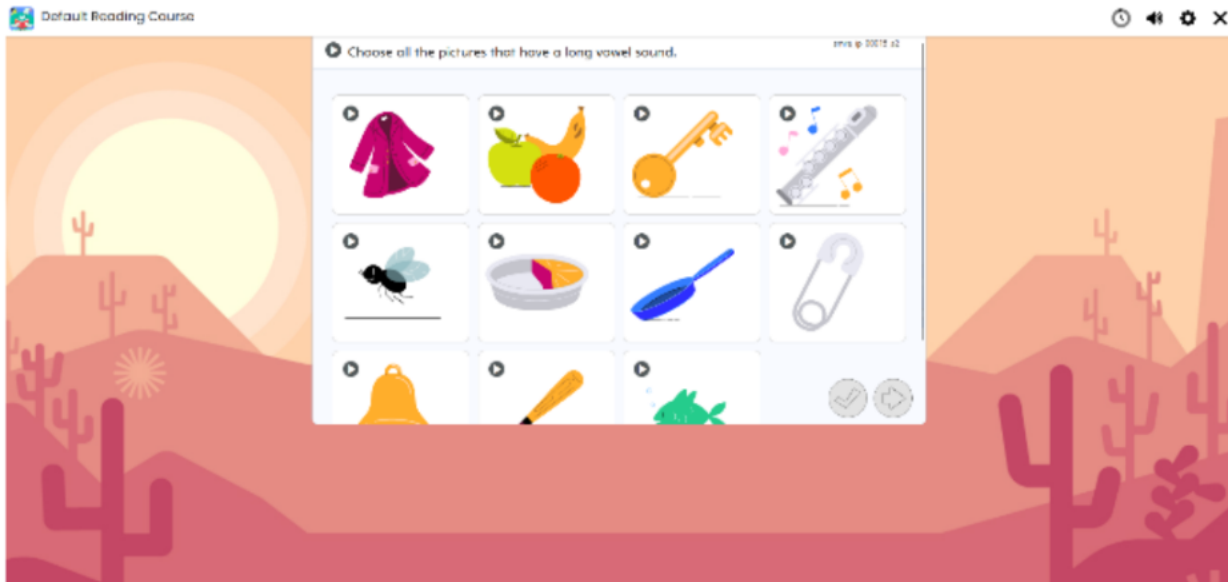 Default Reading Course
Choose all the pictures that have a long vowel sound.